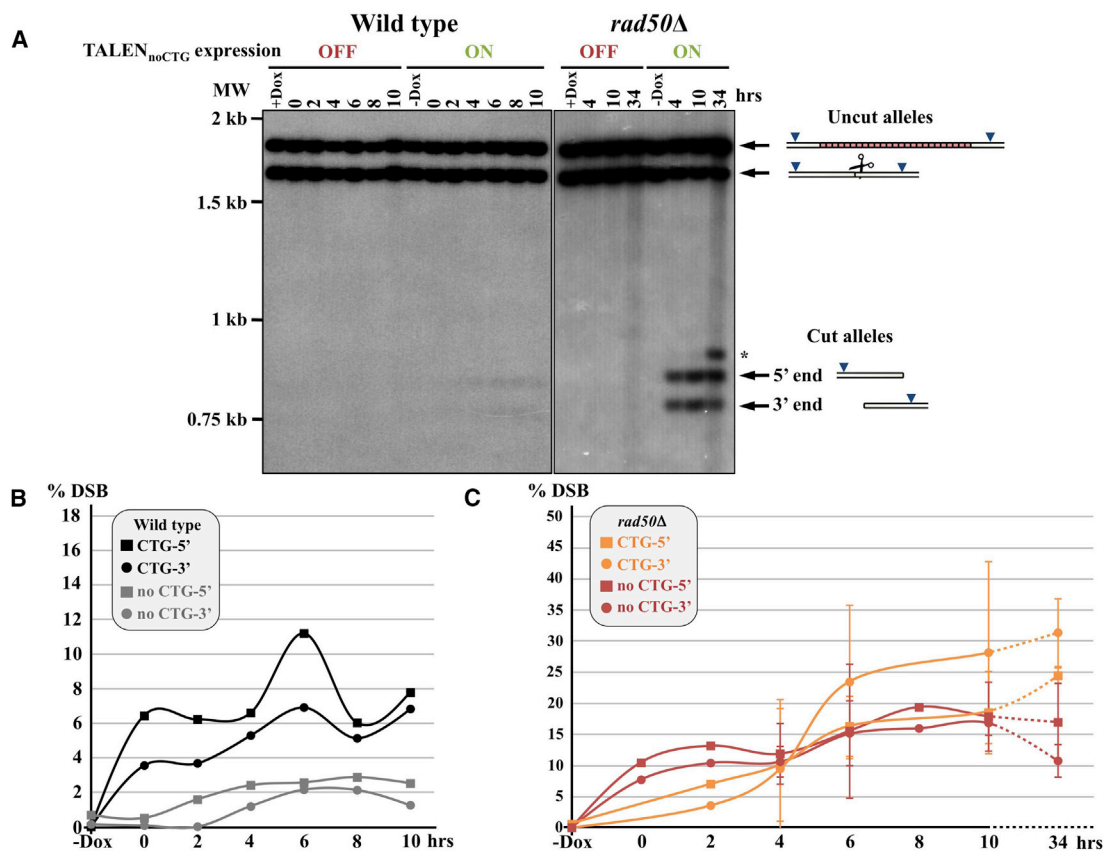 A
Wild type
rad50Δ
TALENnoCTG expression
OFF
ON
OFF
ON
MW
+Dox 0 2 4 6 8 10 -Dox 0 2 4 6 8 10
+Dox 4 10 34 -Dox 4 10 34 hrs
2 kb
Uncut alleles
1.5 kb
1 kb
Cut alleles
*
5' end
3' end
0.75 kb
B
% DSB
18
16
14
12
10
8
6
4
2
0
Wild type
CTG-5'
CTG-3'
no CTG-5'
no CTG-3'
-Dox 0 2 4 6 8 10 hrs
C
% DSB
50
45
40
35
30
25
20
15
10
5
0
rad50Δ
CTG-5'
CTG-3'
no CTG-5'
no CTG-3'
-Dox 0 2 4 6 8 10 34 hrs